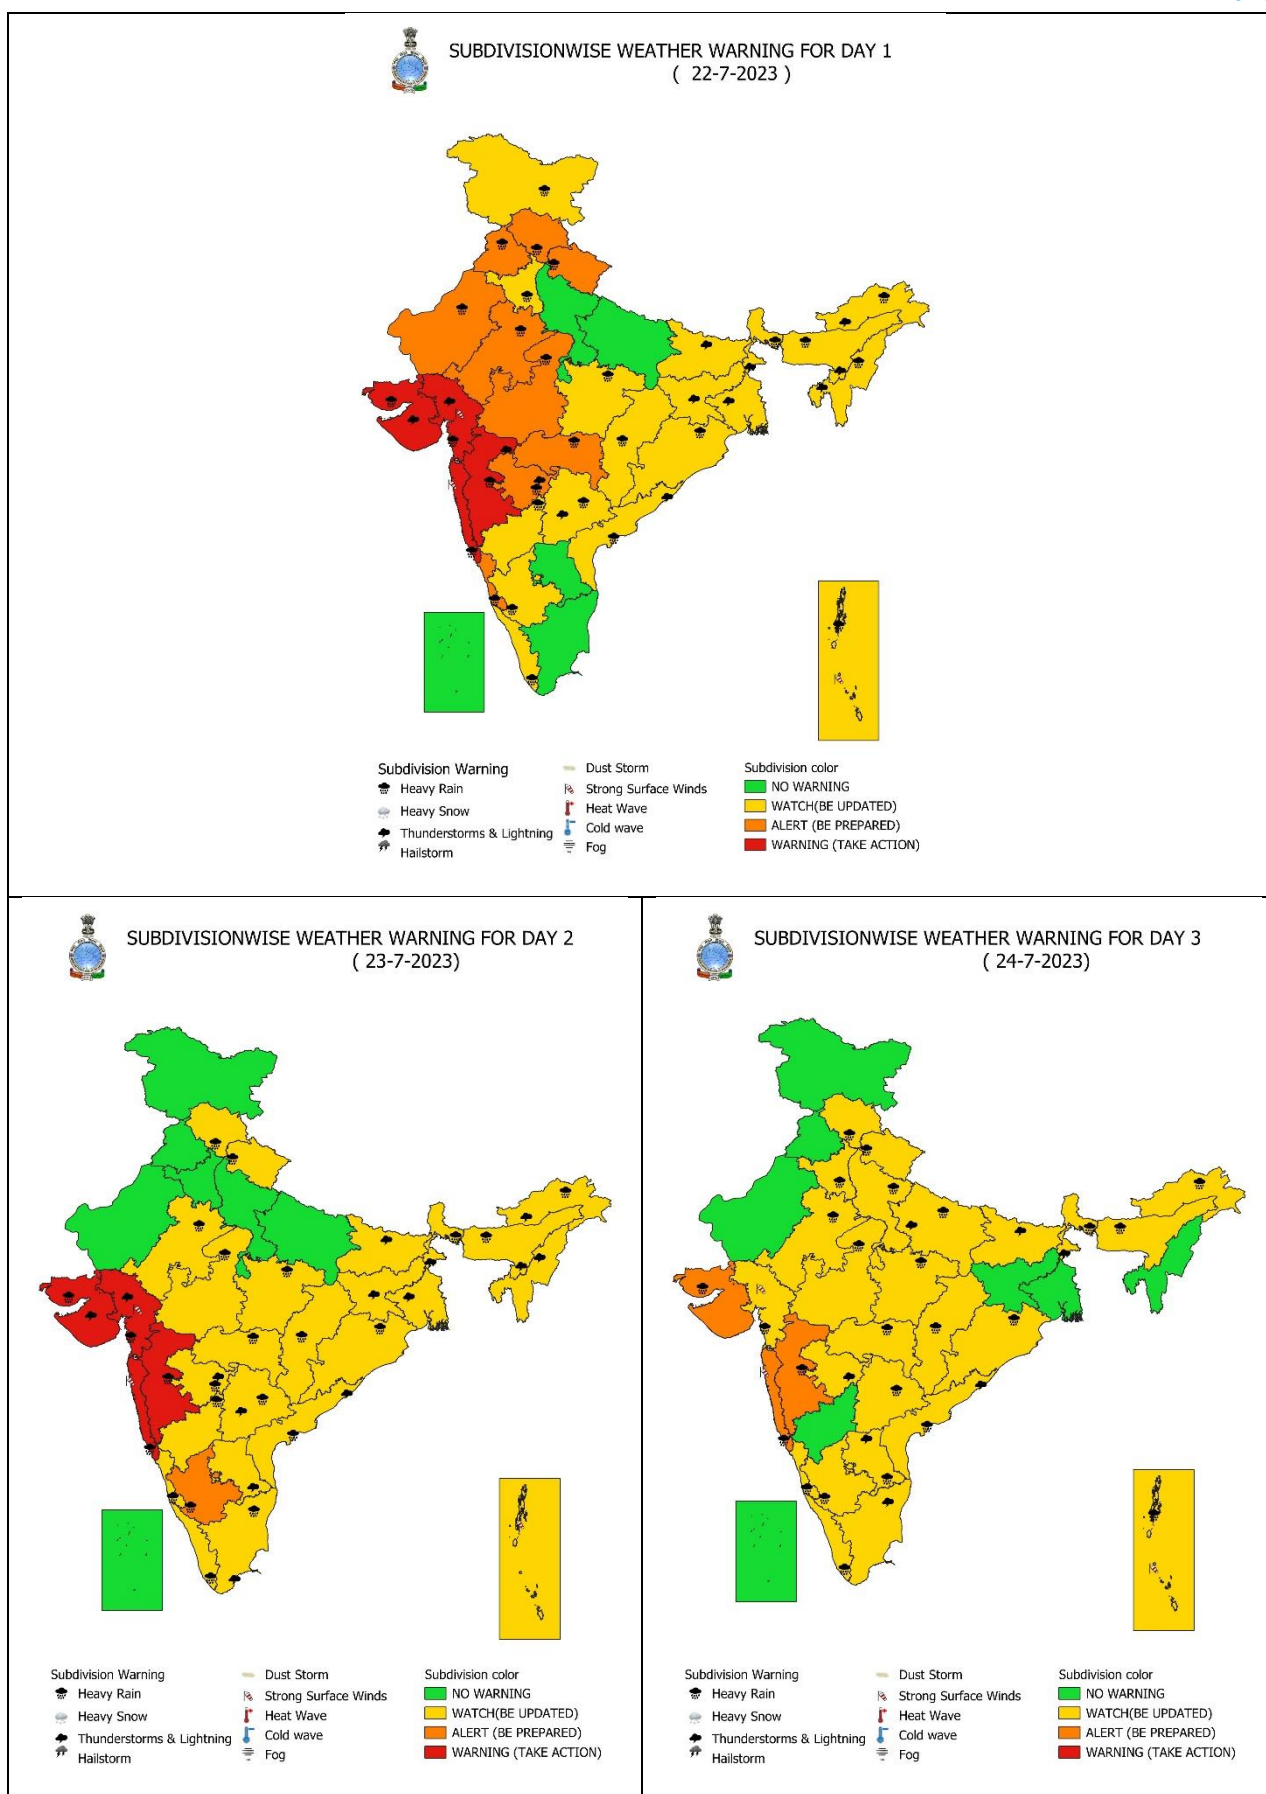 SUBDIVISIONWISE WEATHER WARNING FOR DAY 1
( 22-7-2023 )
Subdivision Warning
Heavy Rain
Heavy Snow
Thunderstorms & Lightning
Hailstorm
Dust Storm
Strong Surface Winds
Heat Wave
Cold wave
Fog
Subdivision color
NO WARNING
WATCH(BE UPDATED)
ALERT (BE PREPARED)
WARNING (TAKE ACTION)
SUBDIVISIONWISE WEATHER WARNING FOR DAY 2
( 23-7-2023)
Subdivision Warning
Heavy Rain
Heavy Snow
Thunderstorms & Lightning
Hailstorm
Dust Storm
Strong Surface Winds
Heat Wave
Cold wave
Fog
Subdivision color
NO WARNING
WATCH(BE UPDATED)
ALERT (BE PREPARED)
WARNING (TAKE ACTION)
SUBDIVISIONWISE WEATHER WARNING FOR DAY 3
( 24-7-2023)
Subdivision Warning
Heavy Rain
Heavy Snow
Thunderstorms & Lightning
Hailstorm
Dust Storm
Strong Surface Winds
Heat Wave
Cold wave
Fog
Subdivision color
NO WARNING
WATCH(BE UPDATED)
ALERT (BE PREPARED)
WARNING (TAKE ACTION)